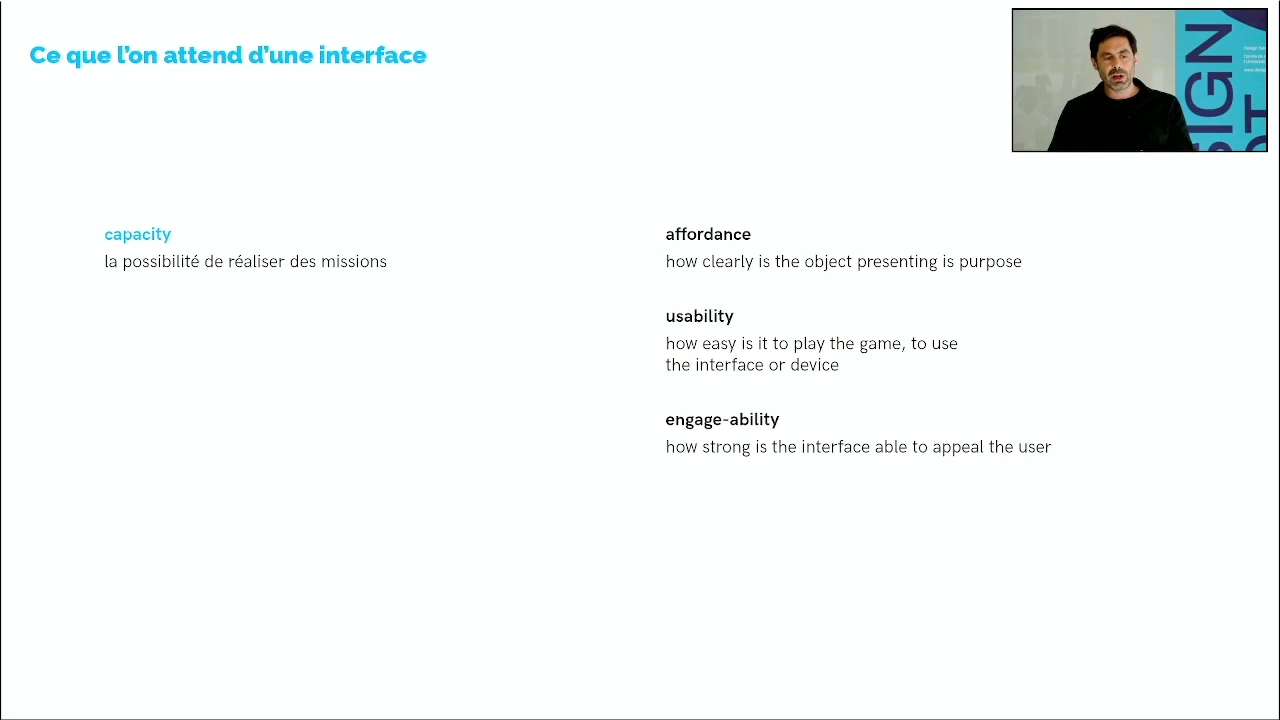 Ce que l'on attend d'une interface
capacity
la possibilité de réaliser des missions
affordance
how clearly is the object presenting is purpose
usability
how easy is it to play the game, to use
the interface or device
engage-ability
how strong is the interface able to appeal the user
SIGN